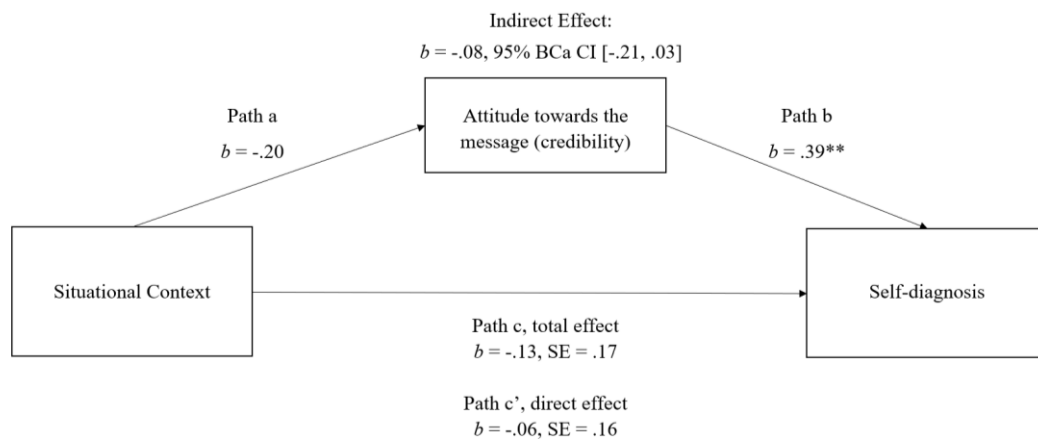 Indirect Effect:
b = -.08, 95% BCa CI [-.21, .03]
Path a
b = -.20
Attitude towards the
message (credibility)
Path b
b = .39**
Situational Context
Self-diagnosis
Path c, total effect
b = -.13, SE = .17
Path c’, direct effect
b = -.06, SE = .16